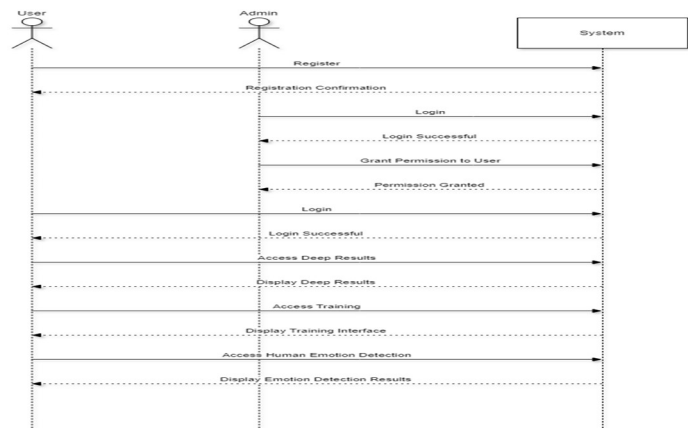 User
Admin
System
Register
Registration Confirmation
Login
Login Successful
Grant Permission to User
Permission Granted
Login
Login Successful
Access Deep Results
Display Deep Results
Access Training
Display Training Interface
Access Human Emotion Detection
Display Emotion Detection Results